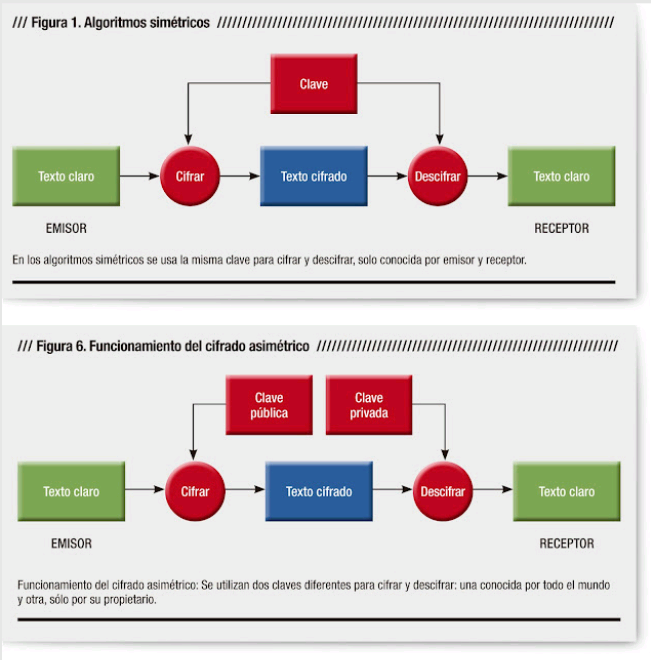 /// Figura 1. Algoritmos simétricos
Clave
Texto claro
Cifrar
Texto cifrado
Descifrar
Texto claro
EMISOR
RECEPTOR
En los algoritmos simétricos se usa la misma clave para cifrar y descifrar, solo conocida por emisor y receptor.
/// Figura 6. Funcionamiento del cifrado asimétrico
Clave
pública
Clave
privada
Texto claro
Cifrar
Texto cifrado
Descifrar
Texto claro
EMISOR
RECEPTOR
Funcionamiento del cifrado asimétrico: Se utilizan dos claves diferentes para cifrar y descifrar: una conocida por todo el mundo
y otra, sólo por su propietario.